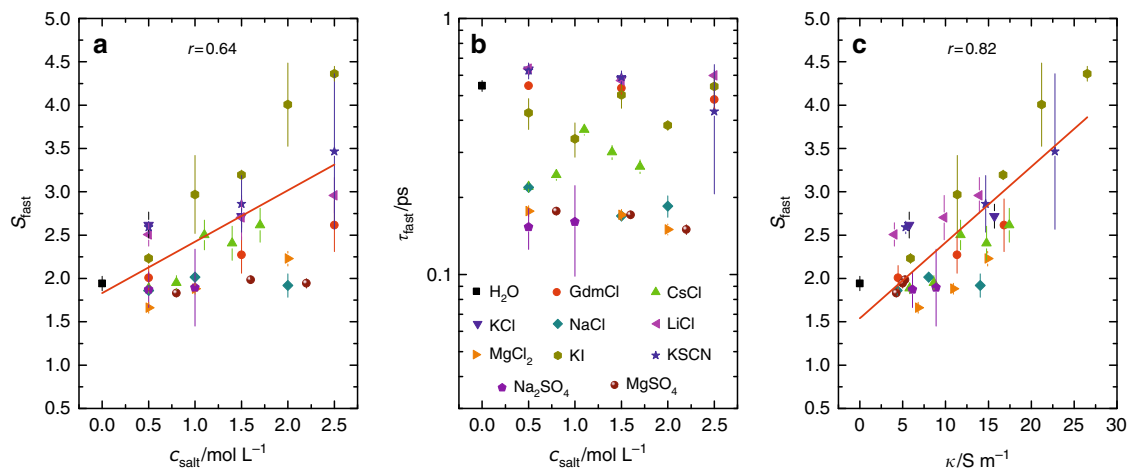 a
r=0.64
S_fast
5.0
4.5
4.0
3.5
3.0
2.5
2.0
1.5
1.0
0.5
0.0 0.5 1.0 1.5 2.0 2.5
c_salt/mol L⁻¹
b
τ_fast/ps
1
0.1
H₂O GdmCl CsCl
KCl NaCl LiCl
MgCl₂ KI KSCN
Na₂SO₄ MgSO₄
0.0 0.5 1.0 1.5 2.0 2.5
c_salt/mol L⁻¹
c
r=0.82
S_fast
5.0
4.5
4.0
3.5
3.0
2.5
2.0
1.5
1.0
0.5
0 5 10 15 20 25 30
κ/S m⁻¹